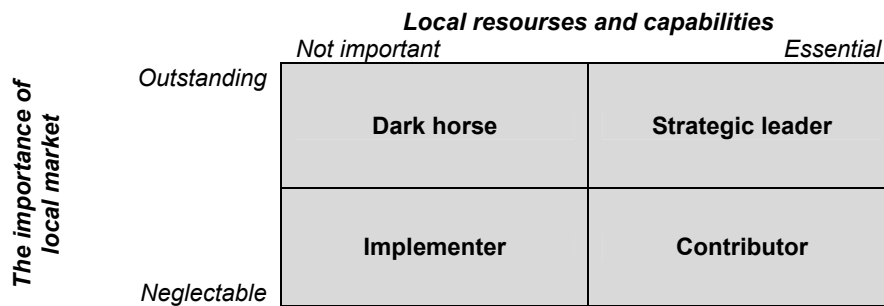 Local resourses and capabilities
Not important Essential
The importance of
local market
Outstanding
Dark horse Strategic leader
Implementer Contributor
Neglectable